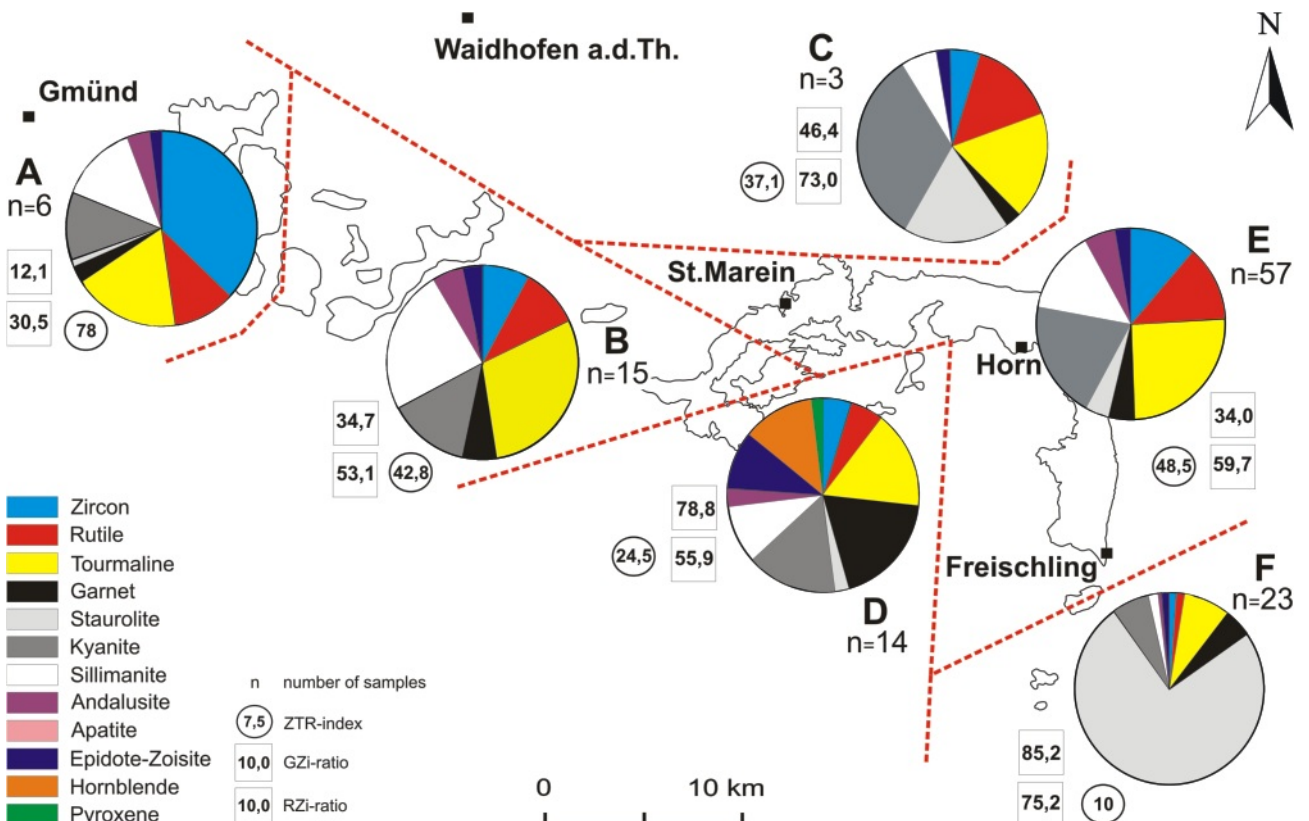 Waidhofen a.d.Th.
N
Gmünd
C
n=3
46,4
37,1
73,0
A
n=6
12,1
30,5
78
St.Marein
E
n=57
B
n=15
Horn
34,7
53,1
42,8
34,0
48,5
59,7
78,8
24,5
55,9
D
n=14
Freischling
F
n=23
85,2
75,2
10
Zircon
Rutile
Tourmaline
Garnet
Staurolite
Kyanite
Sillimanite
Andalusite
Apatite
Epidote-Zoisite
Hornblende
Pyroxene
n number of samples
7,5 ZTR-index
10,0 GZi-ratio
10,0 RZi-ratio
0 10 km